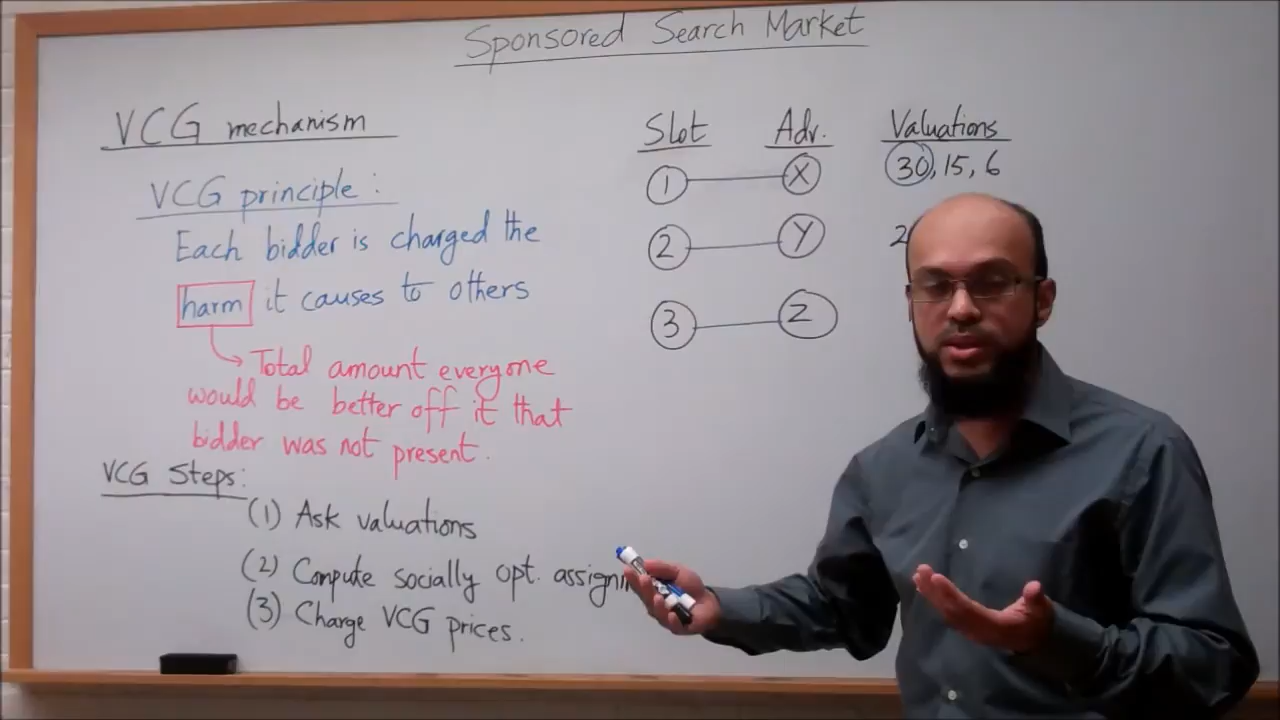 Sponsored Search Market
VCG mechanism
VCG principle:
Each bidder is charged the
harm it causes to others
Total amount everyone
would be better off it that
bidder was not present.
VCG Steps:
(1) Ask valuations
(2) Compute socially opt.
(3) Charge VCG prices.
Slot Adv. Valuations
1 X 30, 15, 6
2 Y
3 Z